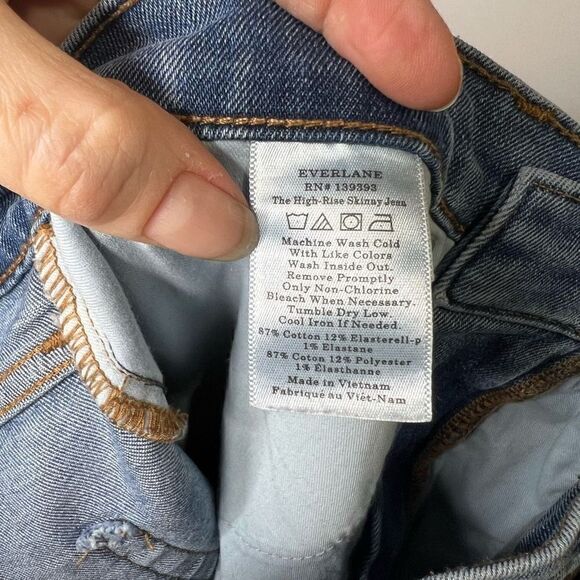 EVERLANE
RN# 139393
The High-Rise Skinny Jean
Machine Wash Cold
With Like Colors
Wash Inside Out.
Remove Promptly
Only Non-Chlorine
Bleach When Necessary.
Tumble Dry Low.
Cool Iron If Needed.
87% Cotton 12% Elasterell-p
1% Elastane
87% Coton 12% Polyester
1% Élasthanne
Made in Vietnam
Fabriqué au Viêt-Nam